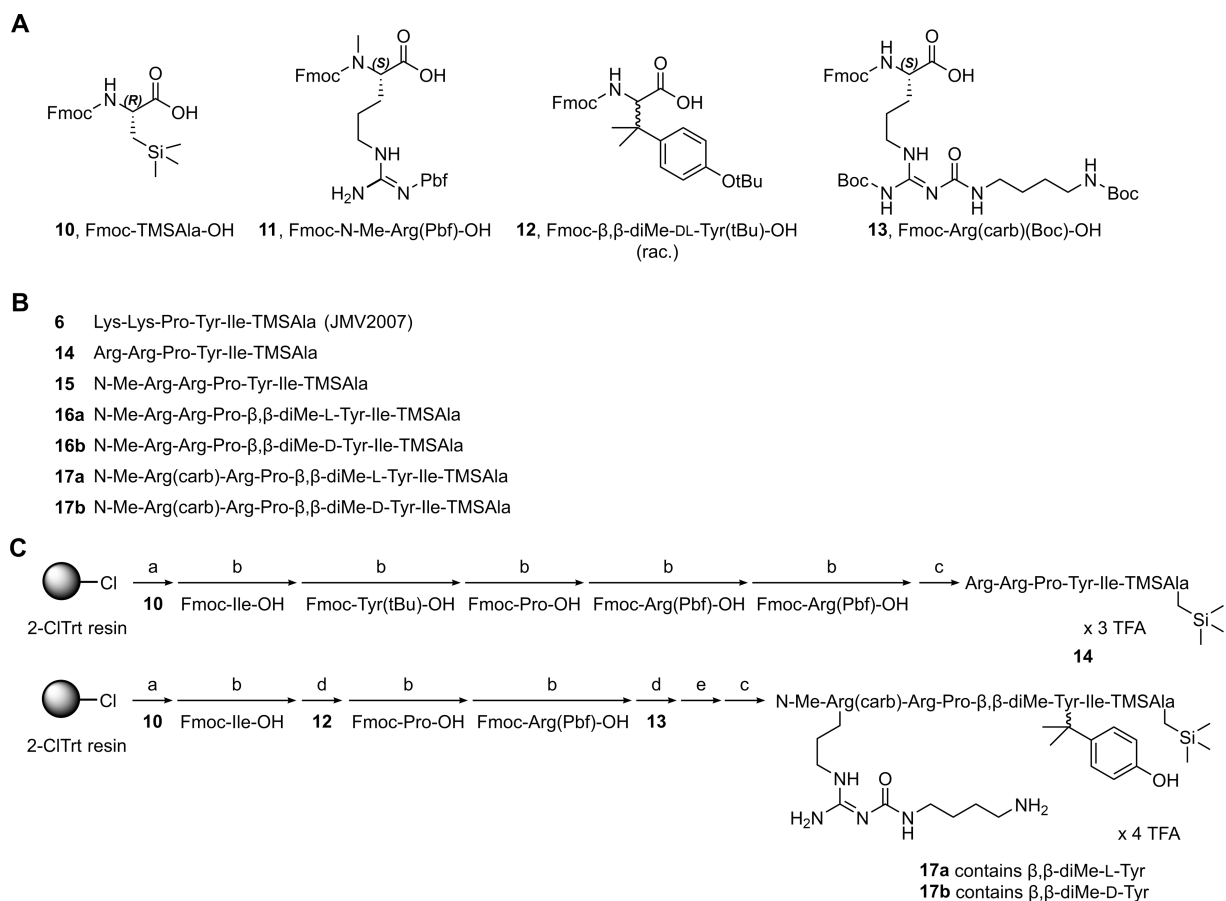 A
Fmoc
H
N
(R)
O
OH
Si
10, Fmoc-TMSAla-OH
Fmoc
N
(S)
O
OH
NH
H2N
N
Pbf
11, Fmoc-N-Me-Arg(Pbf)-OH
Fmoc
H
N
O
OH
OtBu
12, Fmoc-β,β-diMe-DL-Tyr(tBu)-OH
(rac.)
Fmoc
H
N
(S)
O
OH
NH
Boc
N
H
N
O
N
H
H
N
Boc
13, Fmoc-Arg(carb)(Boc)-OH
B
6 Lys-Lys-Pro-Tyr-Ile-TMSAla (JMV2007)
14 Arg-Arg-Pro-Tyr-Ile-TMSAla
15 N-Me-Arg-Arg-Pro-Tyr-Ile-TMSAla
16a N-Me-Arg-Arg-Pro-β,β-diMe-L-Tyr-Ile-TMSAla
16b N-Me-Arg-Arg-Pro-β,β-diMe-D-Tyr-Ile-TMSAla
17a N-Me-Arg(carb)-Arg-Pro-β,β-diMe-L-Tyr-Ile-TMSAla
17b N-Me-Arg(carb)-Arg-Pro-β,β-diMe-D-Tyr-Ile-TMSAla
C
Cl a b b b b b c Arg-Arg-Pro-Tyr-Ile-TMSAla
10 Fmoc-Ile-OH Fmoc-Tyr(tBu)-OH Fmoc-Pro-OH Fmoc-Arg(Pbf)-OH Fmoc-Arg(Pbf)-OH
2-ClTrt resin
Si
x 3 TFA
14
Cl a b d b b d e c N-Me-Arg(carb)-Arg-Pro-β,β-diMe-Tyr-Ile-TMSAla
10 Fmoc-Ile-OH 12 Fmoc-Pro-OH Fmoc-Arg(Pbf)-OH 13
2-ClTrt resin
Si
OH
NH
O
H2N
N
N
H
NH2
x 4 TFA
17a contains β,β-diMe-L-Tyr
17b contains β,β-diMe-D-Tyr